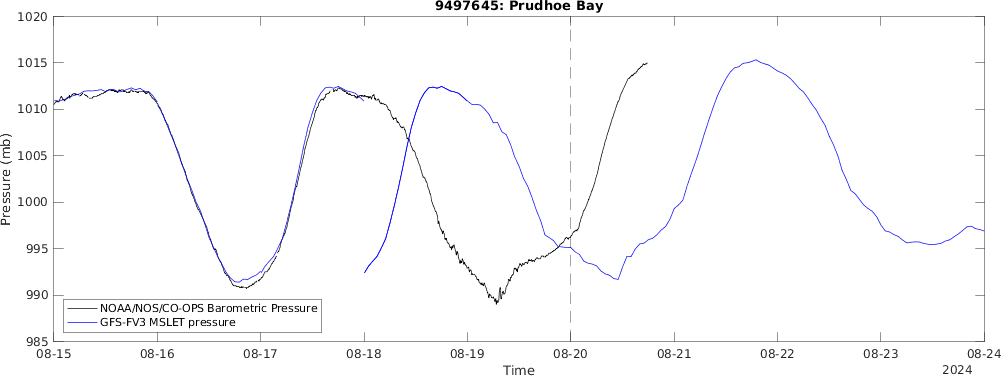 9497645: Prudhoe Bay
1020
1015
1010
1005
1000
995
990
985
Pressure (mb)
NOAA/NOS/CO-OPS Barometric Pressure
GFS-FV3 MSLET pressure
08-15 08-16 08-17 08-18 08-19 08-20 08-21 08-22 08-23 08-24
Time
2024